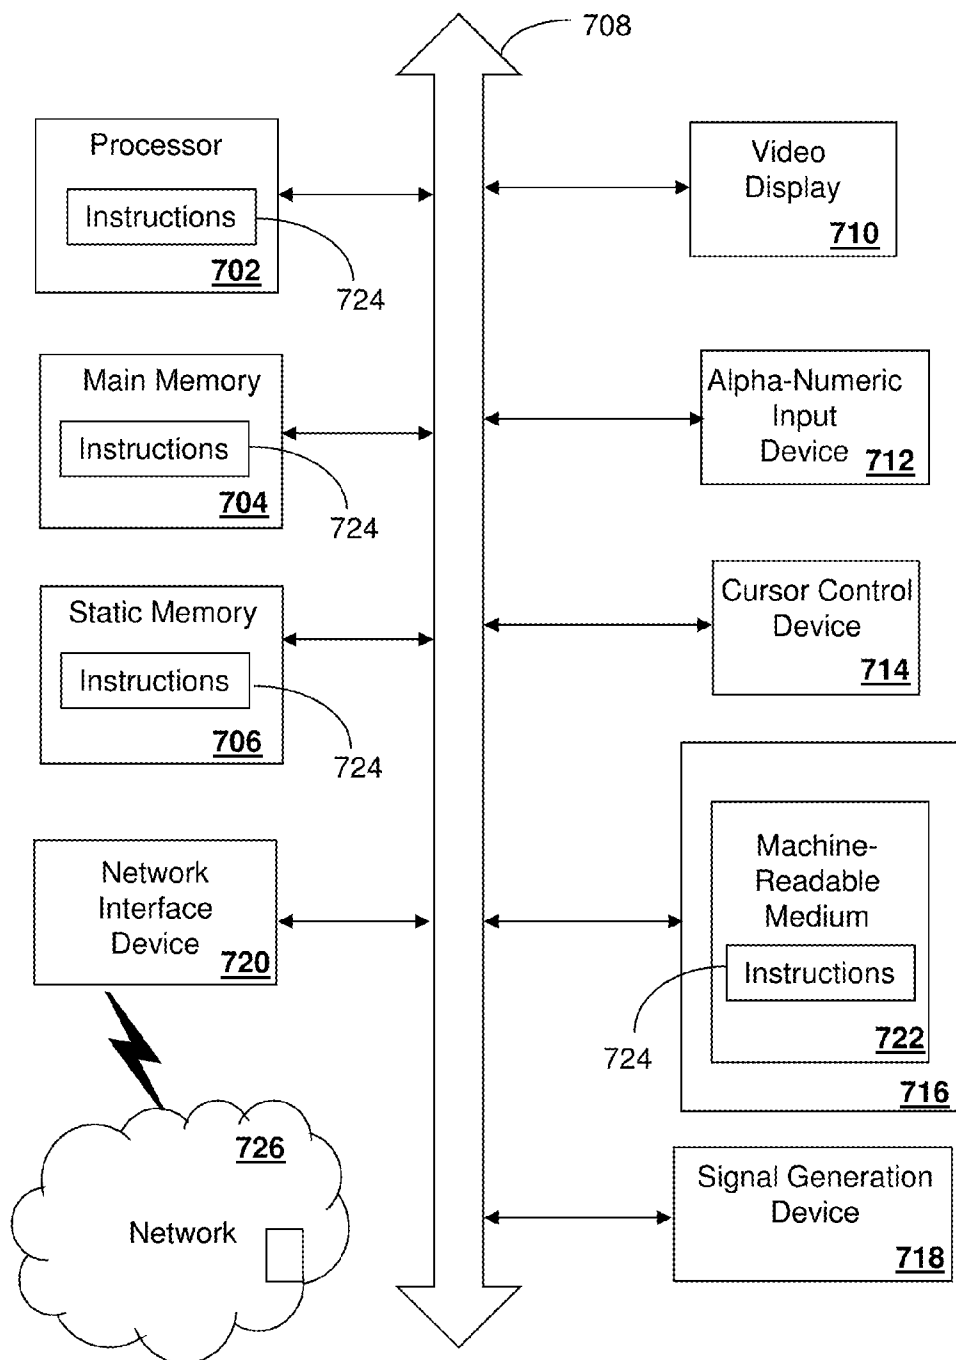 708
Processor
Instructions
702
724
Main Memory
Instructions
704
724
Static Memory
Instructions
706
724
Network
Interface
Device
720
726
Network
Video
Display
710
Alpha-Numeric
Input
Device
712
Cursor Control
Device
714
Machine-
Readable
Medium
Instructions
724
722
716
Signal Generation
Device
718